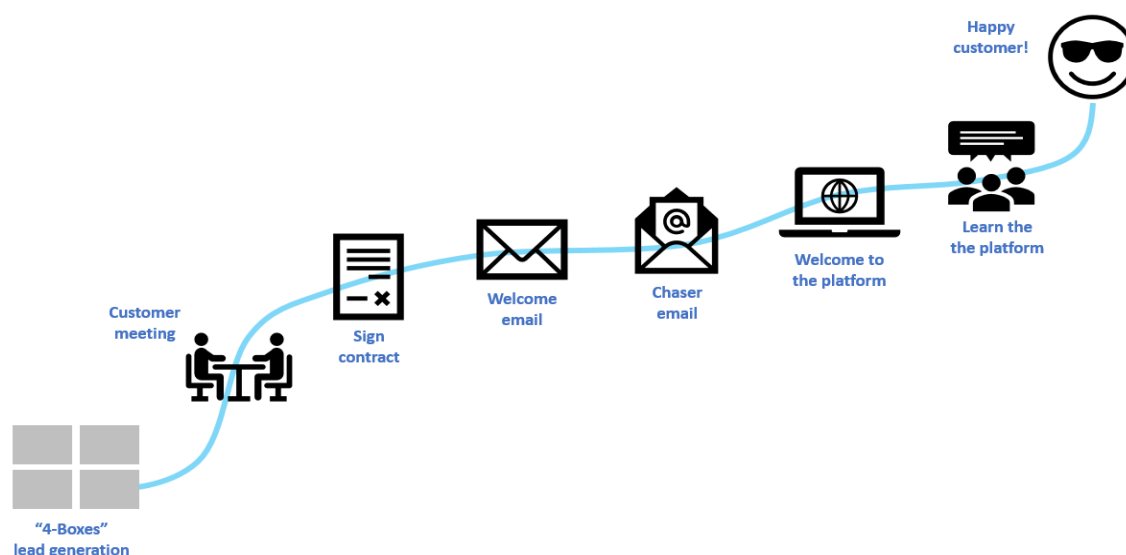 "4-Boxes"
lead generation
Customer
meeting
Sign
contract
Welcome
email
Chaser
email
Welcome to
the platform
Learn the
the platform
Happy
customer!